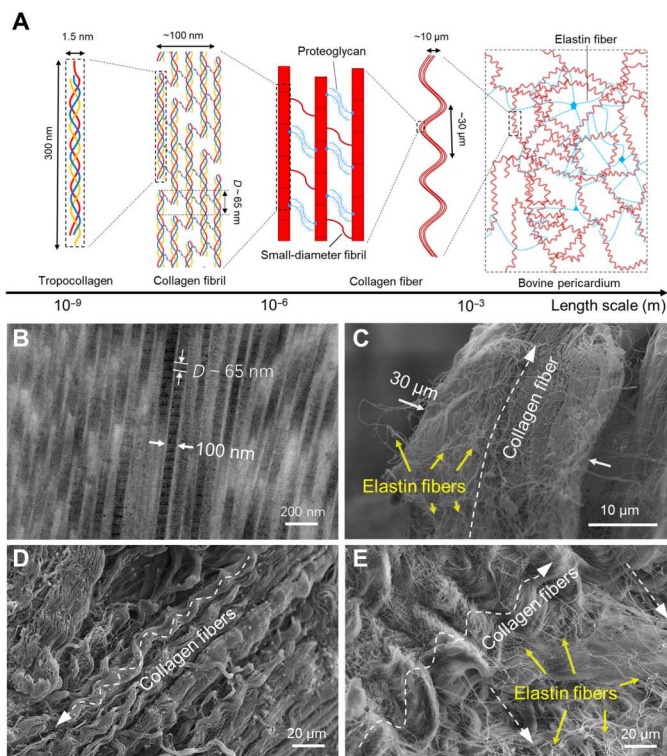 A
1.5 nm
~100 nm
Proteoglycan
~10 µm
Elastin fiber
300 nm
D ~ 65 nm
~30 µm
Small-diameter fibril
Tropocollagen
Collagen fibril
Collagen fiber
Bovine pericardium
10⁻⁹
10⁻⁶
10⁻³
Length scale (m)
B
D ~ 65 nm
100 nm
200 nm
C
30 µm
Collagen fiber
Elastin fibers
10 µm
D
Collagen fibers
20 µm
E
Collagen fibers
Elastin fibers
20 µm